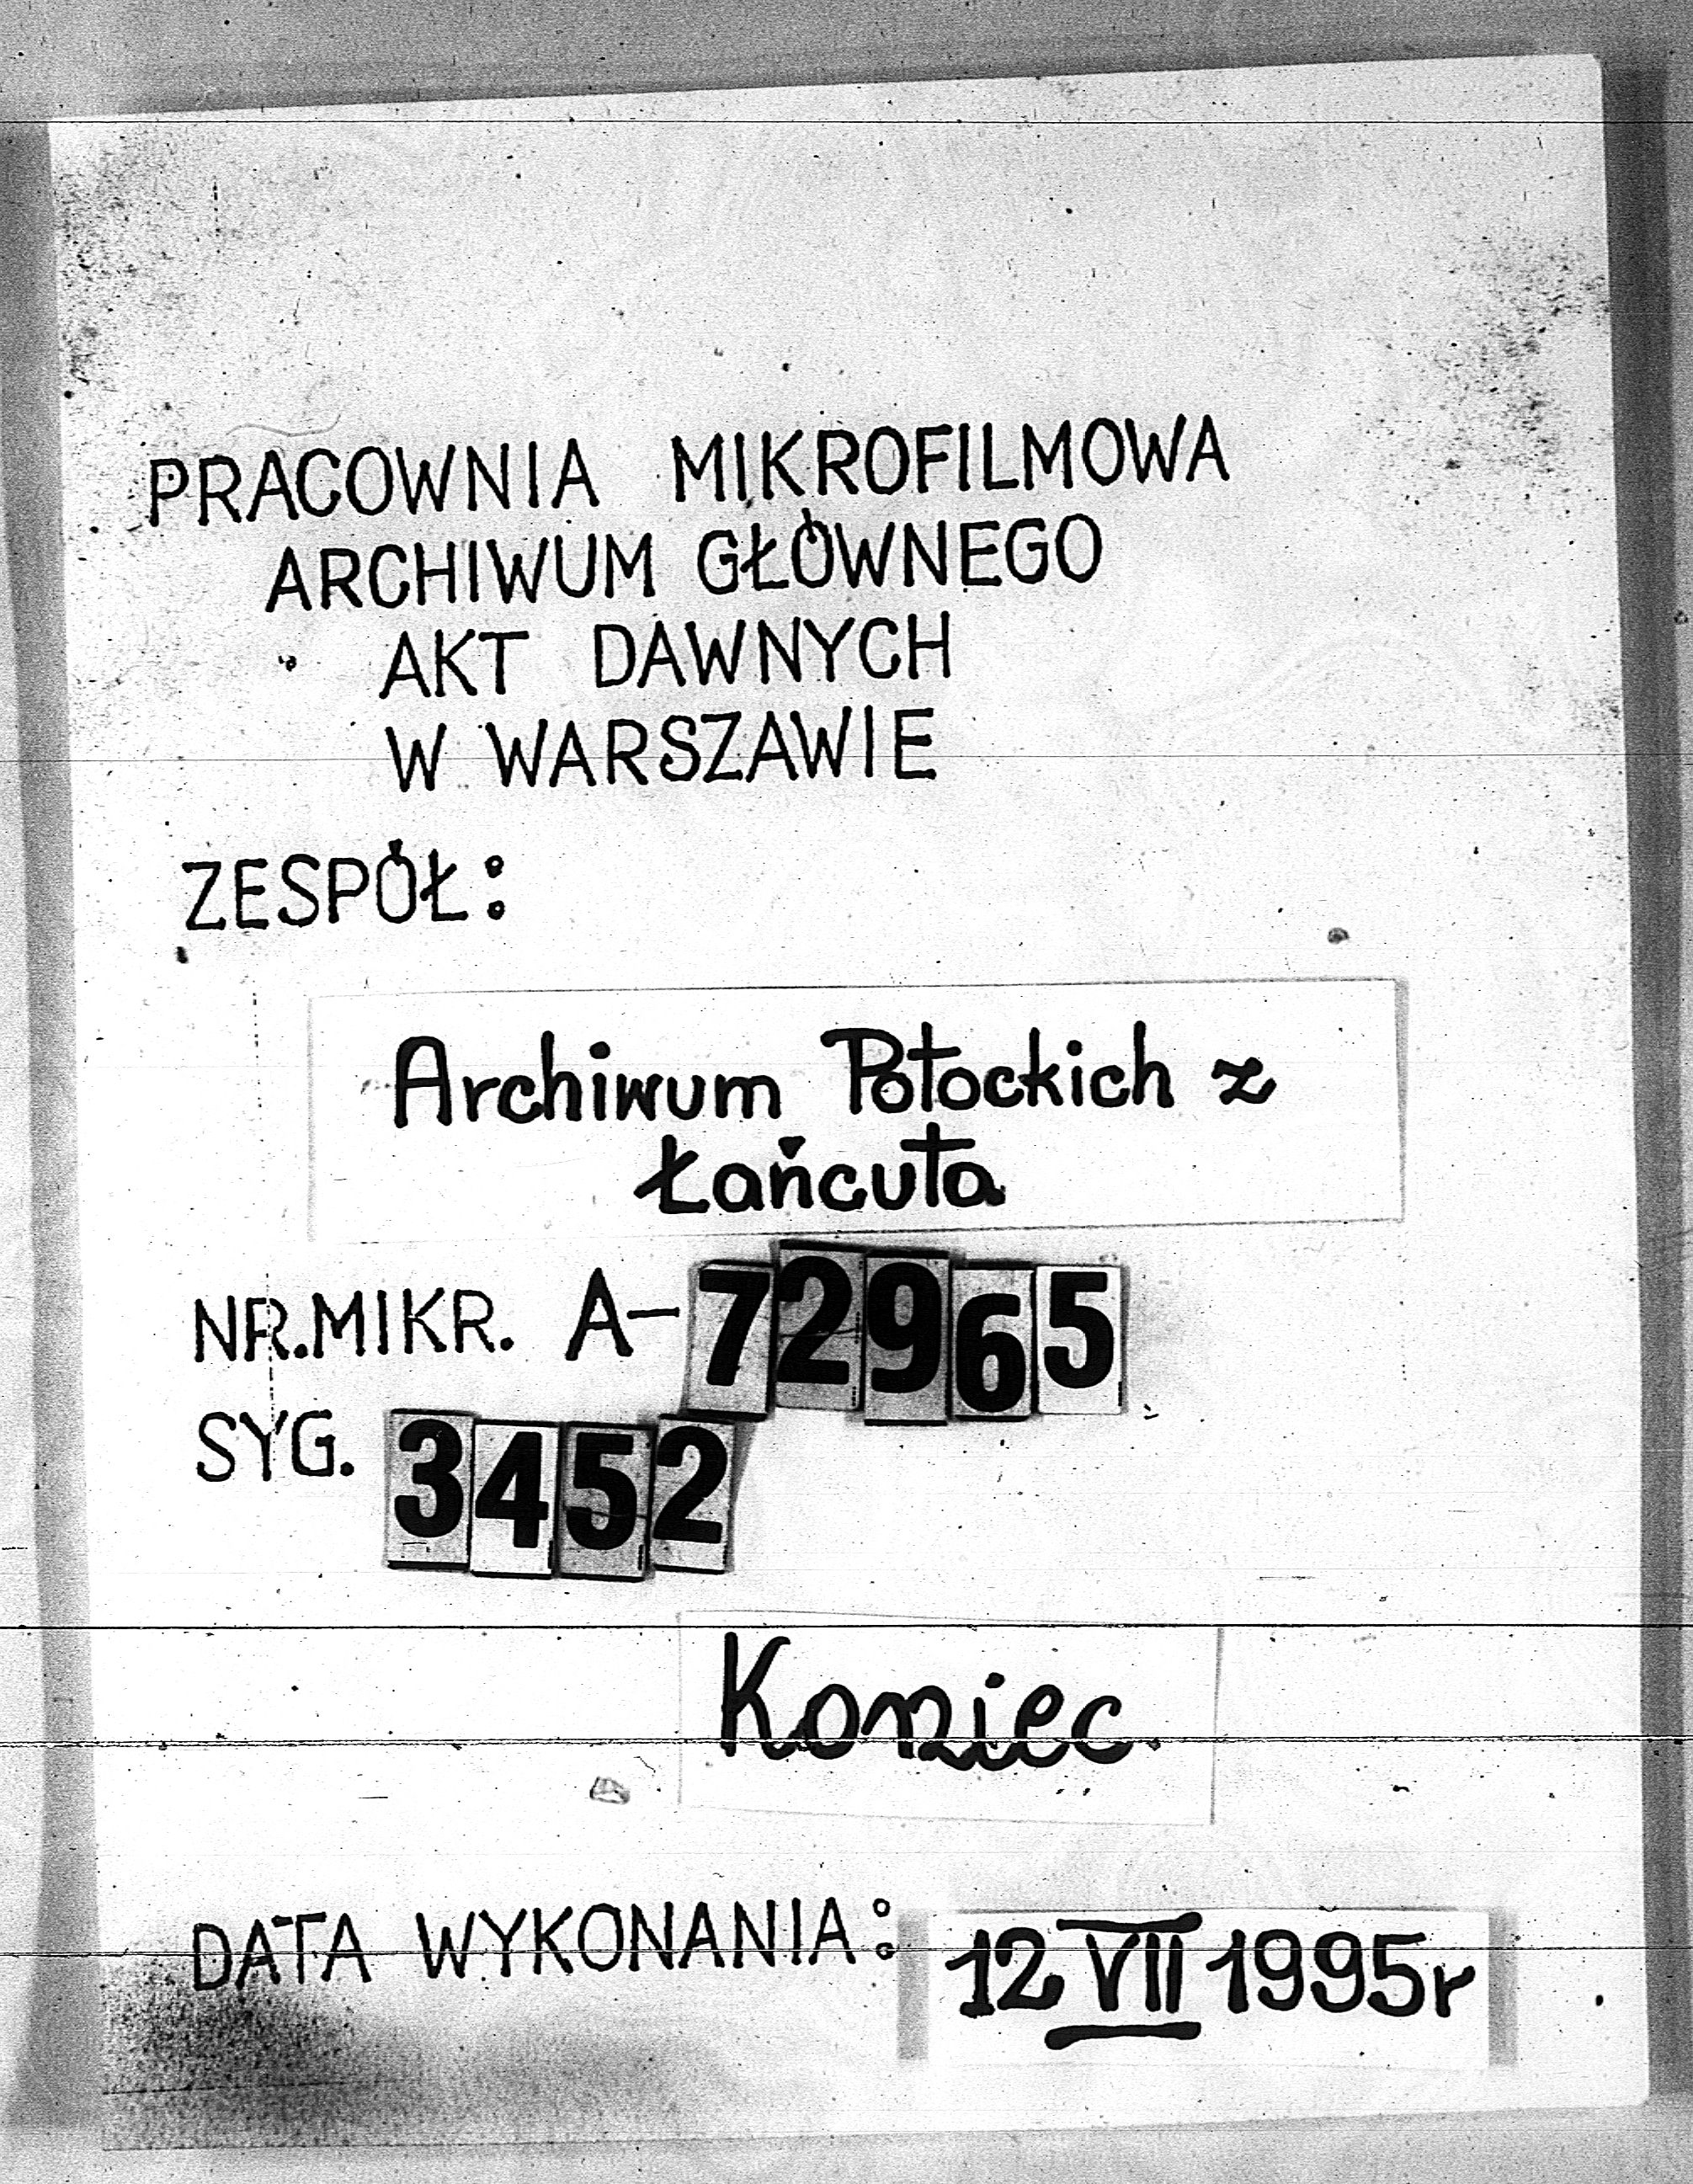 PRACOWNIA MIKROFILMOWA
ARCHIWUM GŁÓWNEGO
AKT DAWNYCH
W WARSZAWIE
ZESPÓŁ:
Archiwum Potockich z
Łańcuta
NR.MIKR. A-72965
SYG. 3452
Koniec.
DATA WYKONANIA: 12 VII 1995r